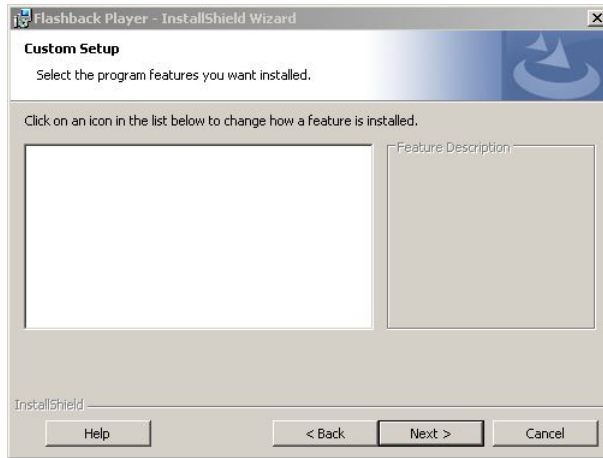 Flashback Player - InstallShield Wizard
Custom Setup
Select the program features you want installed.
Click on an icon in the list below to change how a feature is installed.
Feature Description
InstallShield
Help
< Back
Next >
Cancel